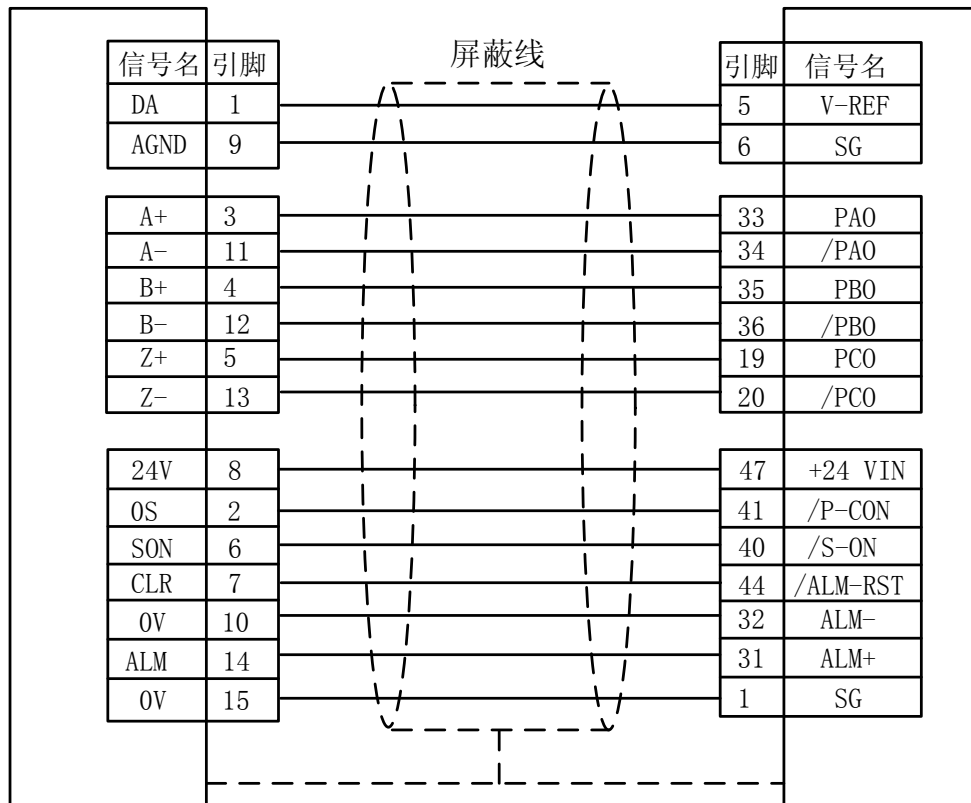 屏蔽线
信号名 引脚 引脚 信号名
DA 1 5 V-REF
AGND 9 6 SG
A+ 3 33 PAO
A- 11 34 /PAO
B+ 4 35 PBO
B- 12 36 /PBO
Z+ 5 19 PCO
Z- 13 20 /PCO
24V 8 47 +24 VIN
OS 2 41 /P-CON
SON 6 40 /S-ON
CLR 7 44 /ALM-RST
0V 10 32 ALM-
ALM 14 31 ALM+
0V 15 1 SG